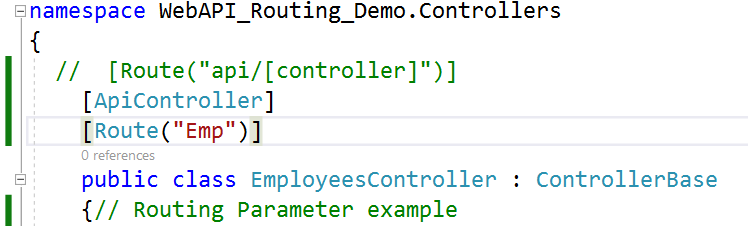 namespace WebAPI_Routing_Demo.Controllers
{
// [Route("api/[controller]")]
[ApiController]
[Route("Emp")]
0 references
public class EmployeesController : ControllerBase
{// Routing Parameter example